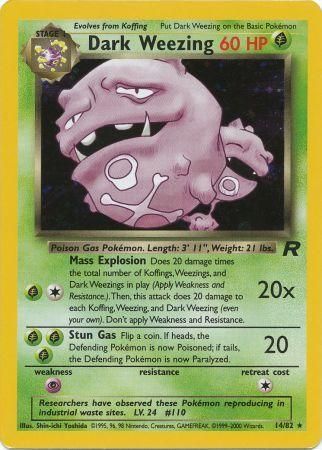 Evolves from Koffing Put Dark Weezing on the Basic Pokémon
STAGE 1
Dark Weezing 60 HP
Poison Gas Pokémon. Length: 3' 11", Weight: 21 lbs.
R
Mass Explosion Does 20 damage times
the total number of Koffings, Weezings, and
Dark Weezings in play (Apply Weakness and
Resistance.) Then, this attack does 20 damage to
each Koffing, Weezing, and Dark Weezing (even
your own). Don't apply Weakness and Resistance.
20x
Stun Gas Flip a coin. If heads, the
Defending Pokémon is now Poisoned; if tails,
the Defending Pokémon is now Paralyzed.
20
weakness resistance retreat cost
Researchers have observed these Pokémon reproducing in
industrial waste sites. LV. 24 #110
Illus. Shin-ichi Yoshida ©1995, 96, 98 Nintendo, Creatures, GAMEFREAK. ©1999-2000 Wizards. 14/82 ★